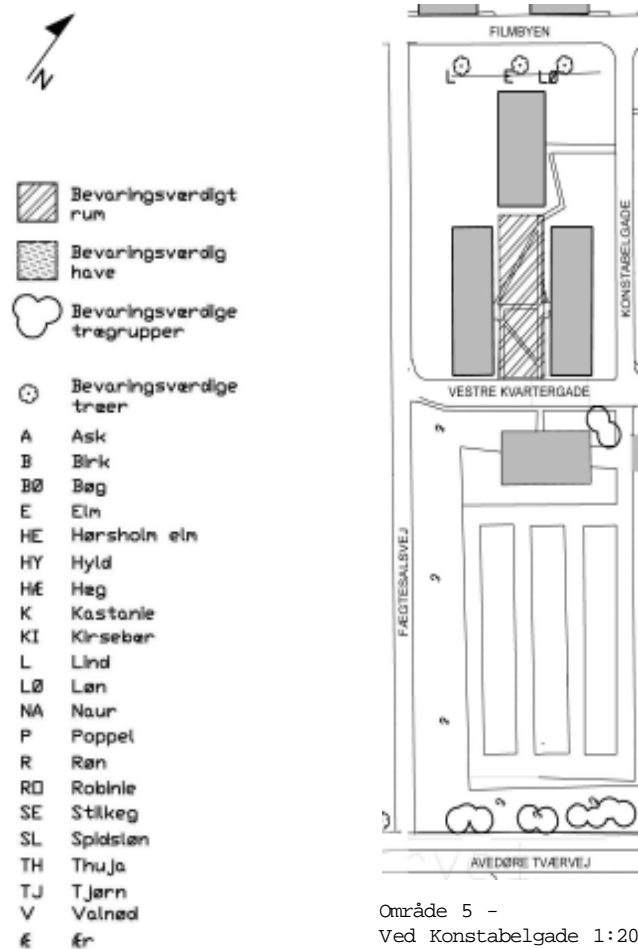 N
Bevaringsværdigt
rum
Bevaringsværdig
have
Bevaringsværdige
trægrupper
Bevaringsværdige
træer
A Ask
B Birk
BØ Bøg
E Elm
HE Hørsholm elm
HY Hyld
HÆ Hæg
K Kastanie
KI Kirsebær
L Lind
LØ Løn
NA Naur
P Poppel
R Røn
RO Robinie
SE Stilkeg
SL Spidsløn
TH Thuja
TJ Tjørn
V Valnød
Æ Ær
FILMBYEN
L E LØ
KONSTABELGADE
VESTRE KVARTERGADE
FÆGTESALSVEJ
AVEDØRE TVÆRVEJ
Område 5 -
Ved Konstabelgade 1:20